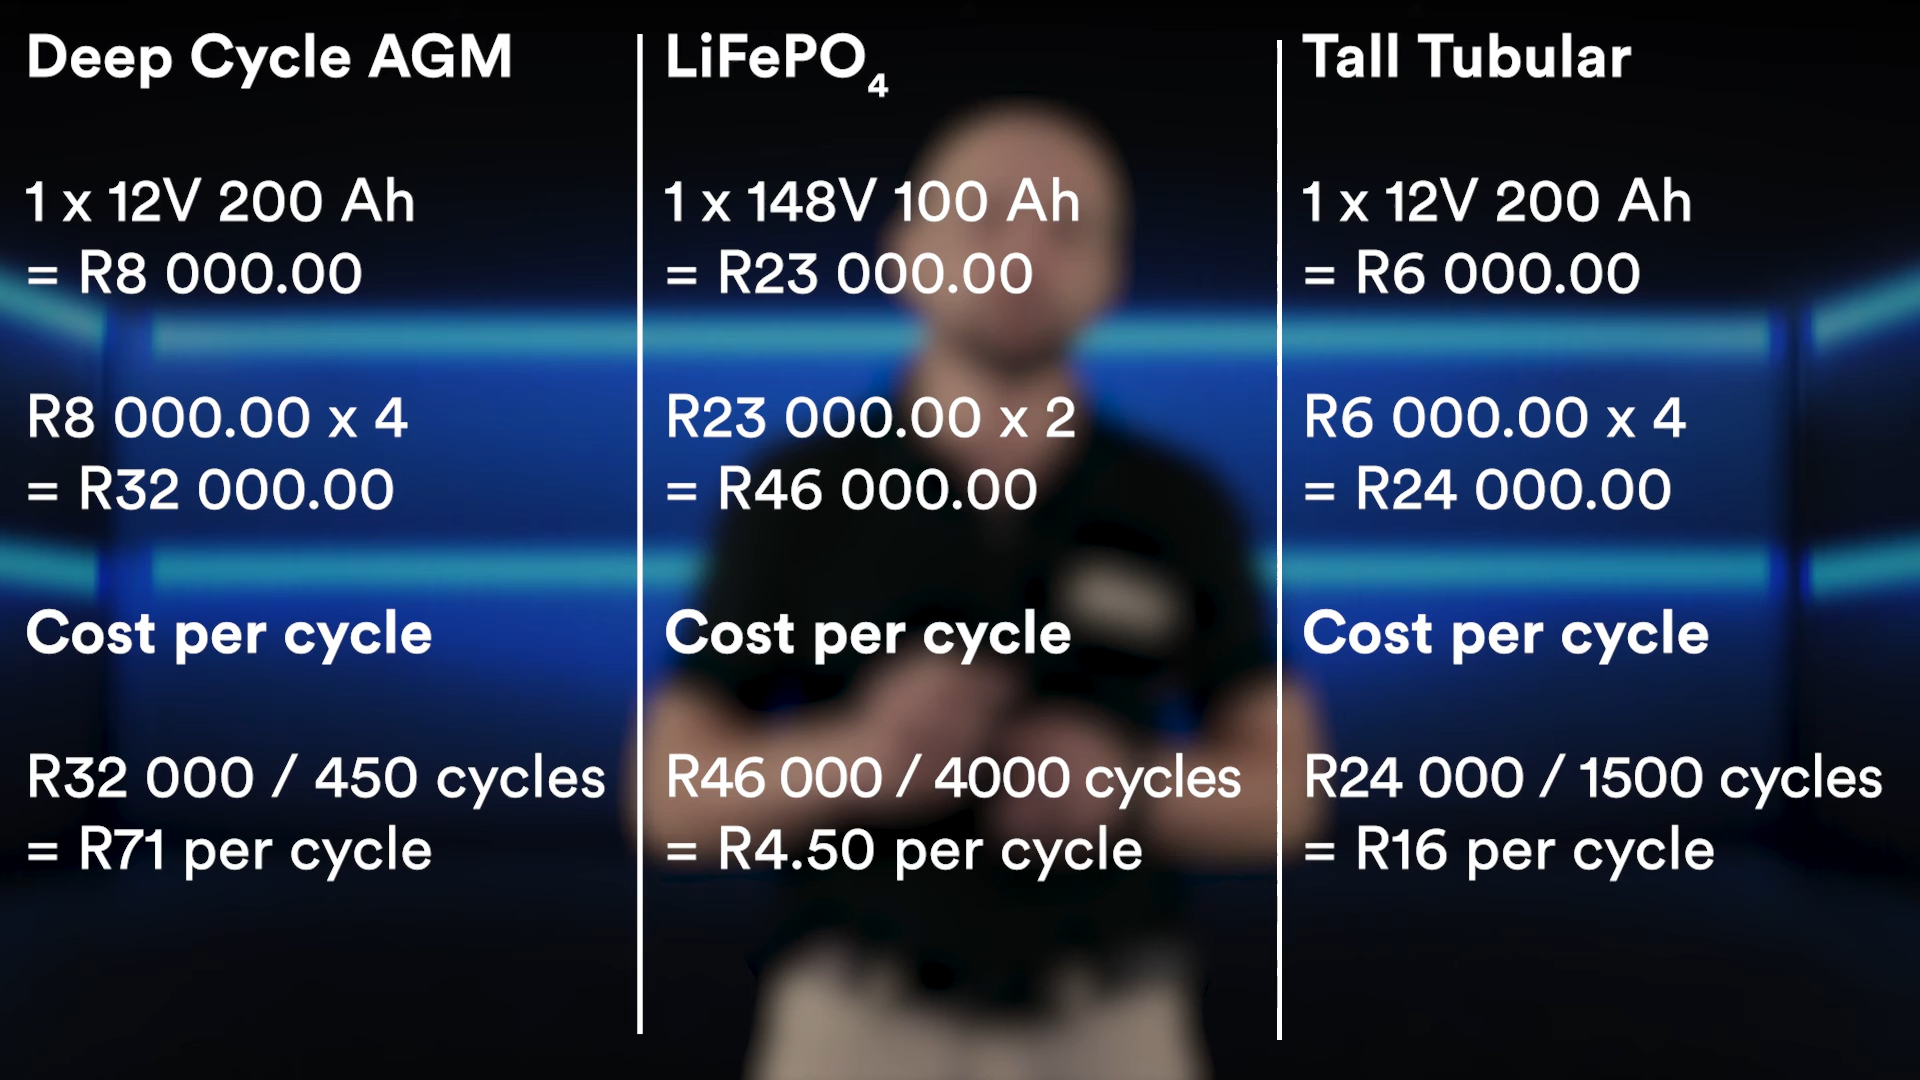 Deep Cycle AGM
1 x 12V 200 Ah
= R8 000.00
R8 000.00 x 4
= R32 000.00
Cost per cycle
R32 000 / 450 cycles
= R71 per cycle
LiFePO₄
1 x 148V 100 Ah
= R23 000.00
R23 000.00 x 2
= R46 000.00
Cost per cycle
R46 000 / 4000 cycles
= R4.50 per cycle
Tall Tubular
1 x 12V 200 Ah
= R6 000.00
R6 000.00 x 4
= R24 000.00
Cost per cycle
R24 000 / 1500 cycles
= R16 per cycle